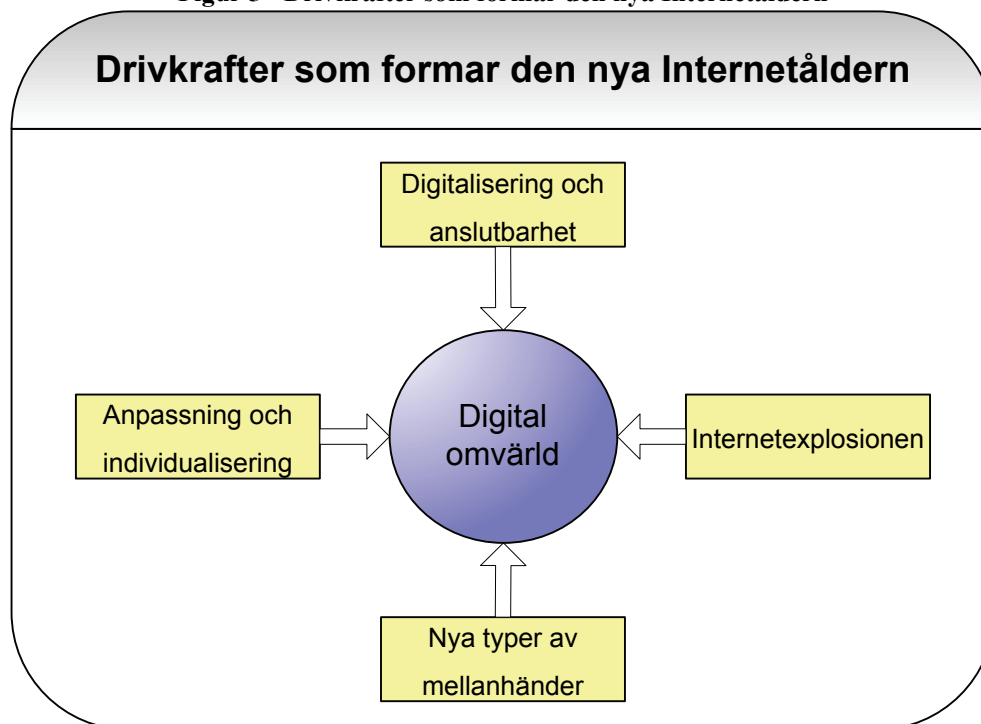 Drivkrafter som formar den nya Internetåldern
Digitalisering och
anslutbarhet
Anpassning och
individualisering
Digital
omvärld
Internetexplosionen
Nya typer av
mellanhänder